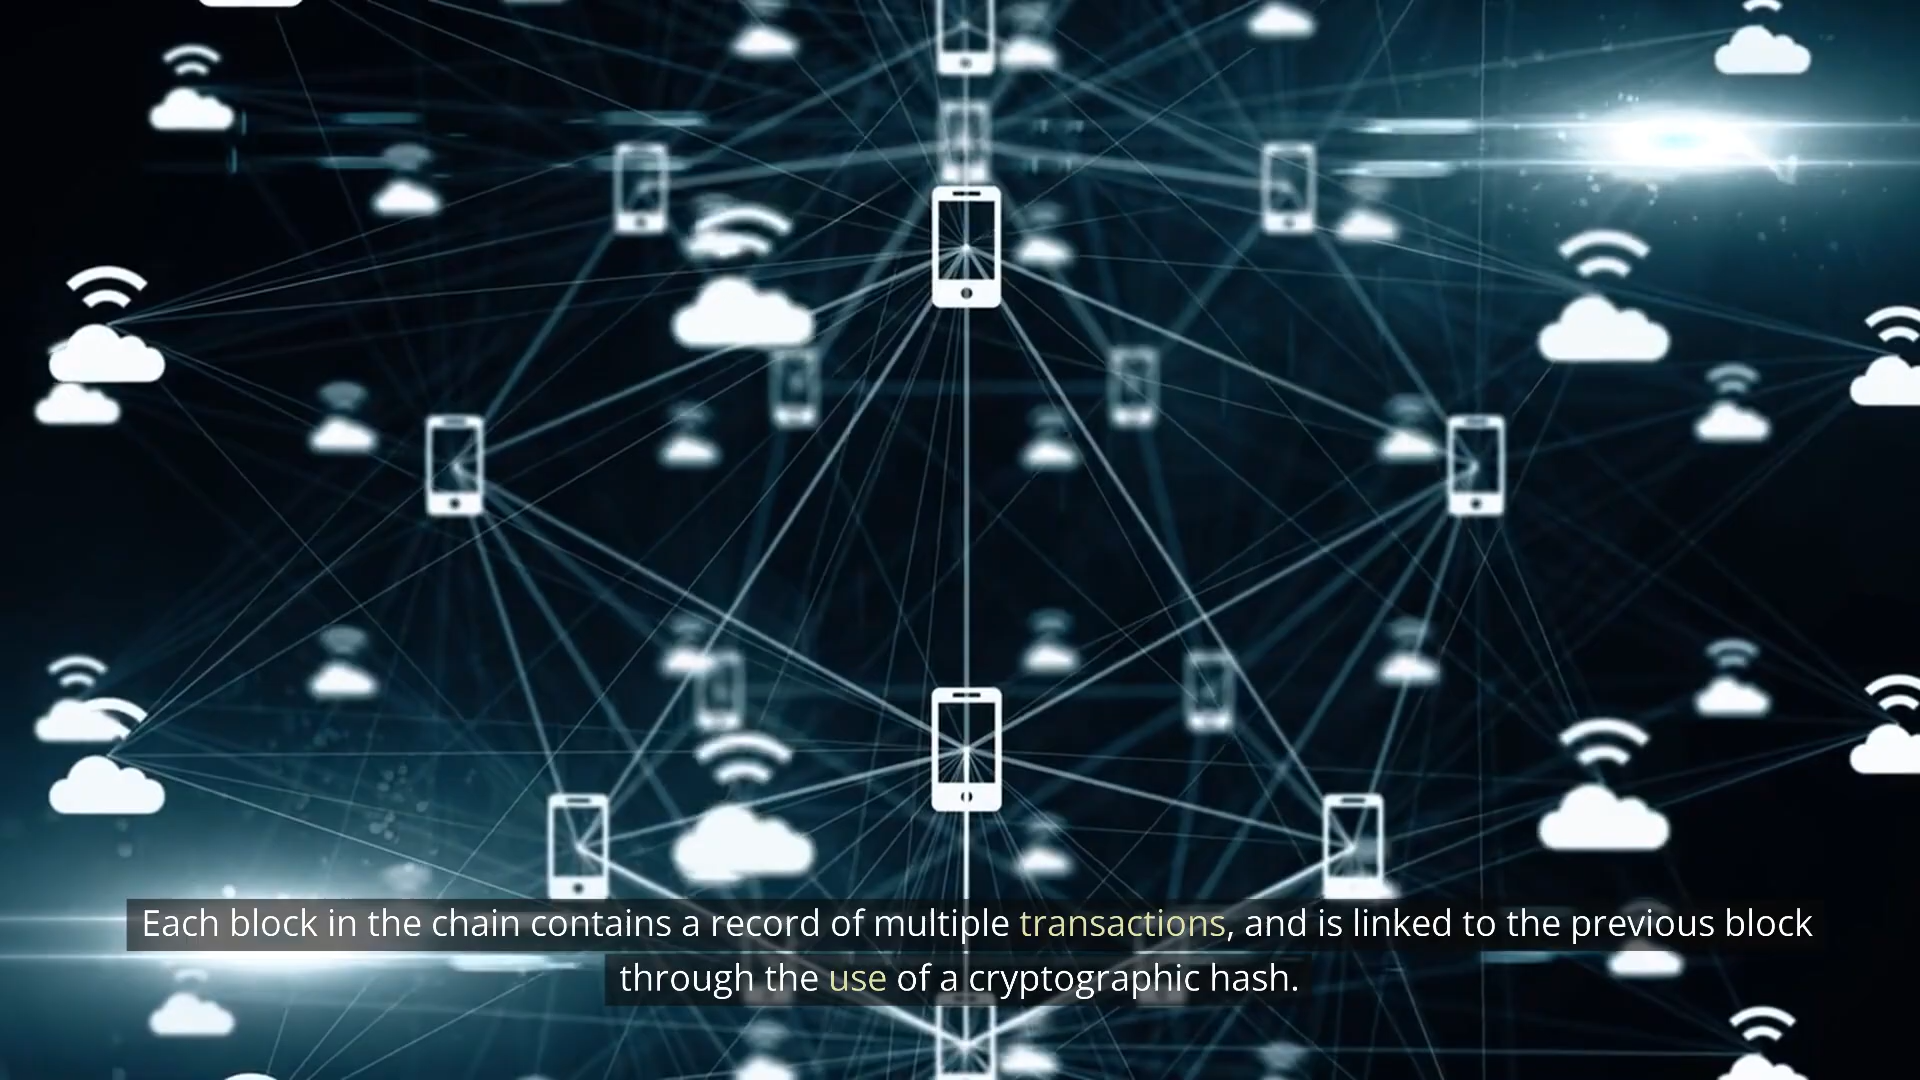 Each block in the chain contains a record of multiple transactions, and is linked to the previous block
through the use of a cryptographic hash.